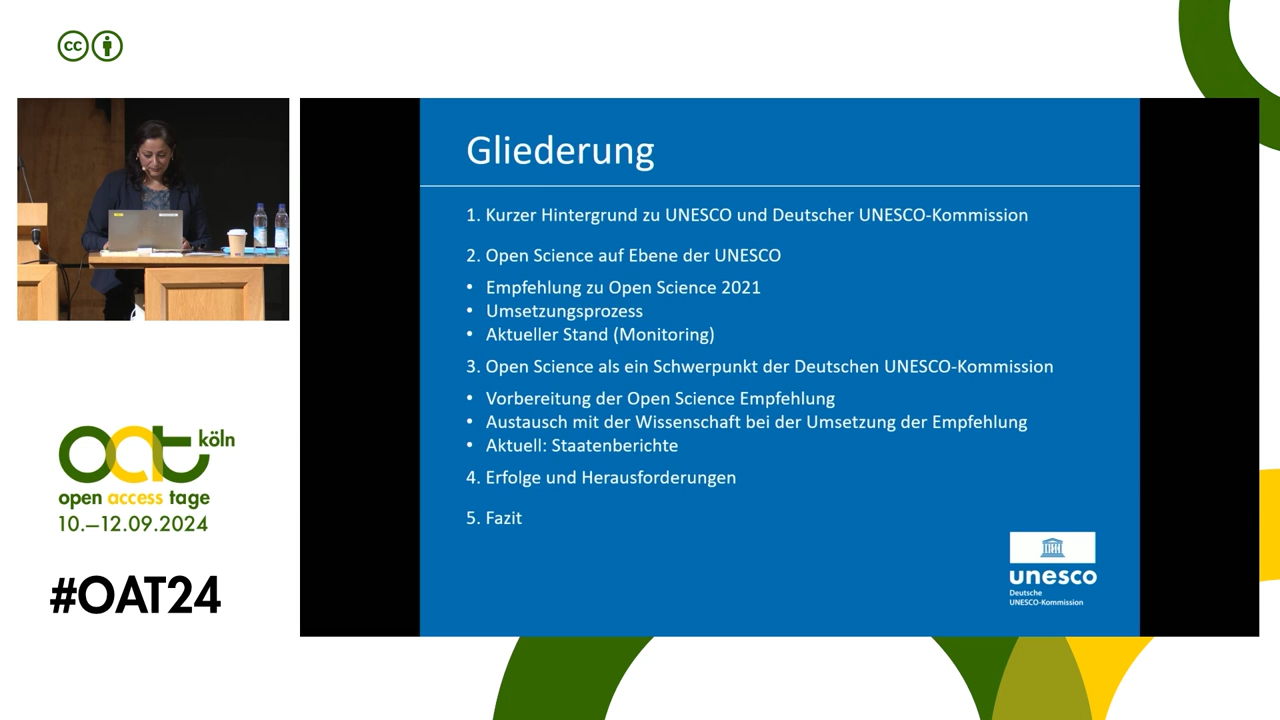 cc
Gliederung
1. Kurzer Hintergrund zu UNESCO und Deutscher UNESCO-Kommission
2. Open Science auf Ebene der UNESCO
• Empfehlung zu Open Science 2021
• Umsetzungsprozess
• Aktueller Stand (Monitoring)
3. Open Science als ein Schwerpunkt der Deutschen UNESCO-Kommission
• Vorbereitung der Open Science Empfehlung
• Austausch mit der Wissenschaft bei der Umsetzung der Empfehlung
• Aktuell: Staatenberichte
4. Erfolge und Herausforderungen
5. Fazit
unesco
Deutsche
UNESCO-Kommission
oat köln
open access tage
10.–12.09.2024
#OAT24